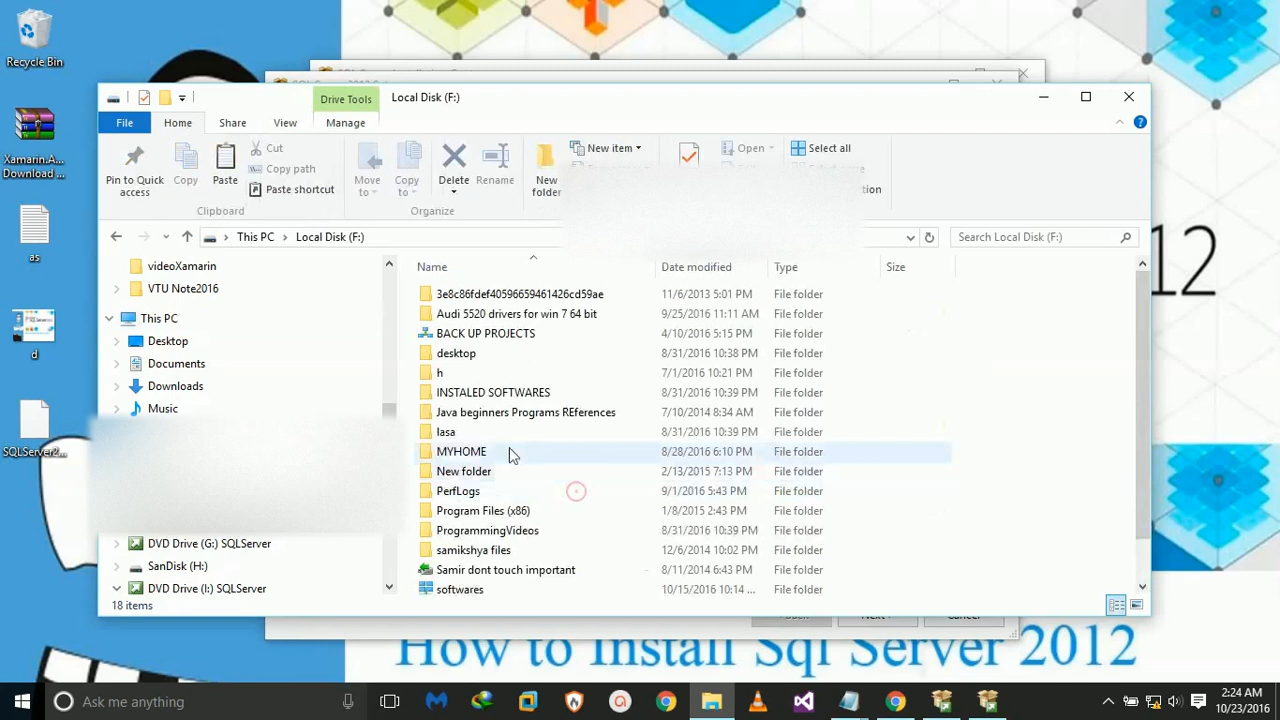 Recycle Bin
Xamarin.A...
Download ...
as
d
SQLServer2...
Drive Tools
Local Disk (F:)
File
Home
Share
View
Manage
Pin to Quick
access
Copy
Paste
Cut
Copy path
Paste shortcut
Clipboard
Move
to
Copy
to
Delete
Rename
Organize
New
folder
New item
Open
Select all
This PC
Local Disk (F:)
Search Local Disk (F:)
videoXamarin
VTU Note2016
This PC
Desktop
Documents
Downloads
Music
DVD Drive (G:) SQLServer
SanDisk (H:)
DVD Drive (I:) SQLServer
Name Date modified Type Size
3e8c86fdef40596659461426cd59ae 11/6/2013 5:01 PM File folder
Audi 5520 drivers for win 7 64 bit 9/25/2016 11:11 AM File folder
BACK UP PROJECTS 4/10/2016 5:15 PM File folder
desktop 8/31/2016 10:38 PM File folder
h 7/1/2016 10:21 PM File folder
INSTALED SOFTWARES 8/31/2016 10:39 PM File folder
Java beginners Programs REferences 7/10/2014 8:34 AM File folder
lasa 8/31/2016 10:39 PM File folder
MYHOME 8/28/2016 6:10 PM File folder
New folder 2/13/2015 7:13 PM File folder
PerfLogs 9/1/2016 5:43 PM File folder
Program Files (x86) 1/8/2015 2:43 PM File folder
ProgrammingVideos 8/31/2016 10:39 PM File folder
samikshya files 12/6/2014 10:02 PM File folder
Samir dont touch important 8/11/2014 6:43 PM File folder
softwares 10/15/2016 10:14 ... File folder
18 items
12
How to Install Sql Server 2012
Ask me anything
2:24 AM
10/23/2016